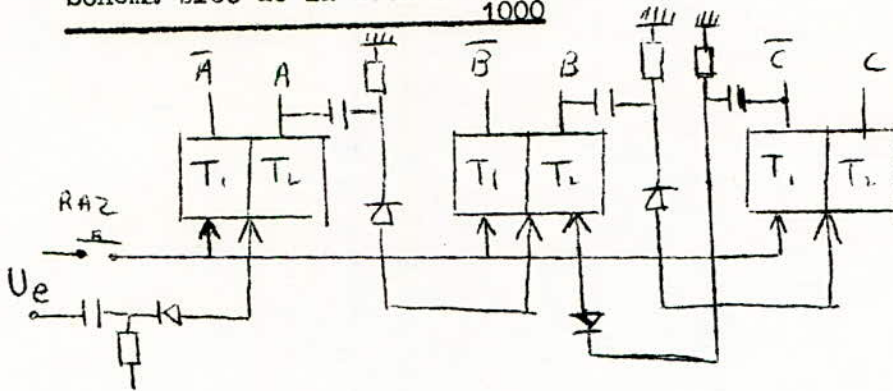 1000
A̅ A B̅ B C̅ C
T₁ T₂ T₁ T₂ T₁ T₂
RAZ
Ue